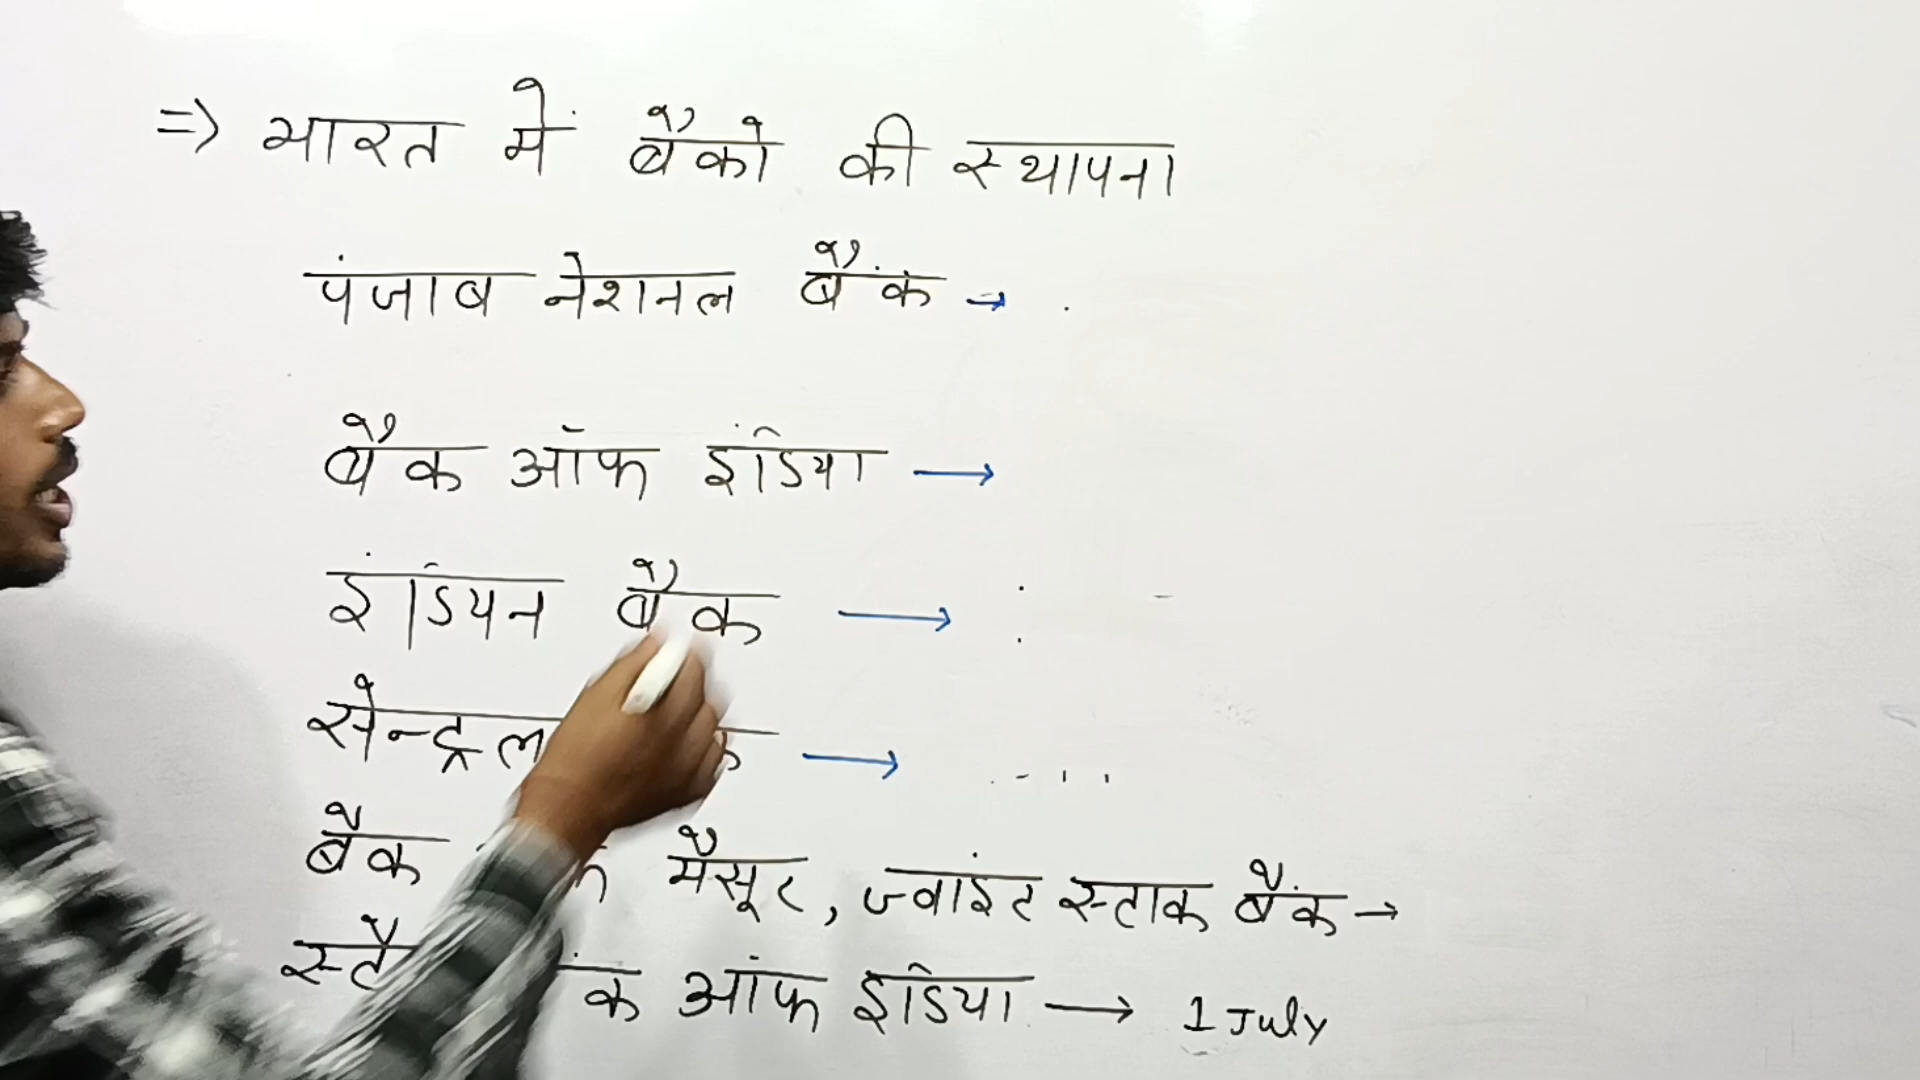 => भारत में बैंको की स्थापना
पंजाब नेशनल बैंक →
बैंक ऑफ इंडिया →
इंडियन बैंक →
सेन्ट्रल →
बैंक मैसूर, ज्वाइंट स्टाक बैंक →
ऑफ इंडिया → 1 July